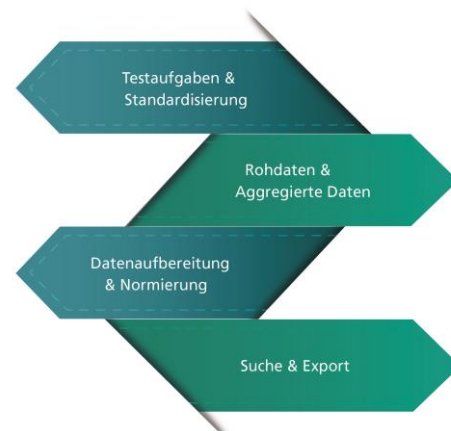 Testaufgaben &
Standardisierung
Rohdaten &
Aggregierte Daten
Datenaufbereitung
& Normierung
Suche & Export